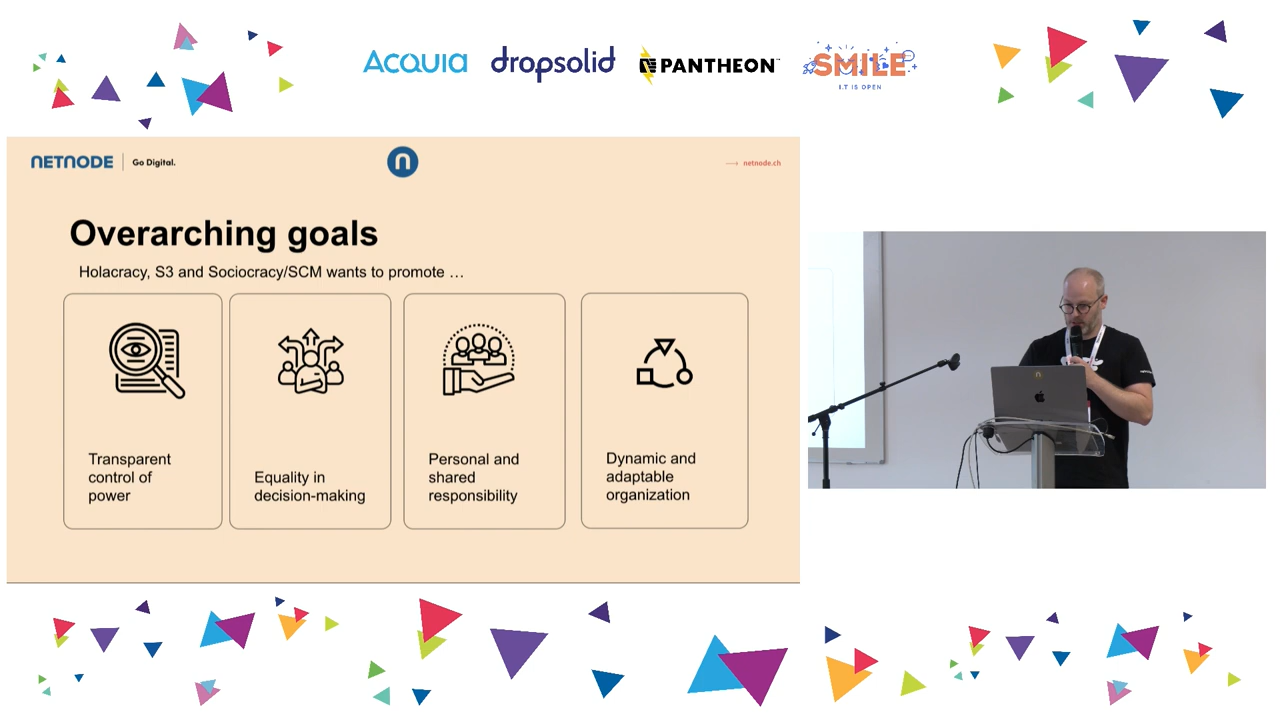 ACQUIA
dropsolid
PANTHEON
SMILE
I.T IS OPEN
NETNODE
Go Digital.
n
netnode.ch
Overarching goals
Holacracy, S3 and Sociocracy/SCM wants to promote …
Transparent
control of
power
Equality in
decision-making
Personal and
shared
responsibility
Dynamic and
adaptable
organization